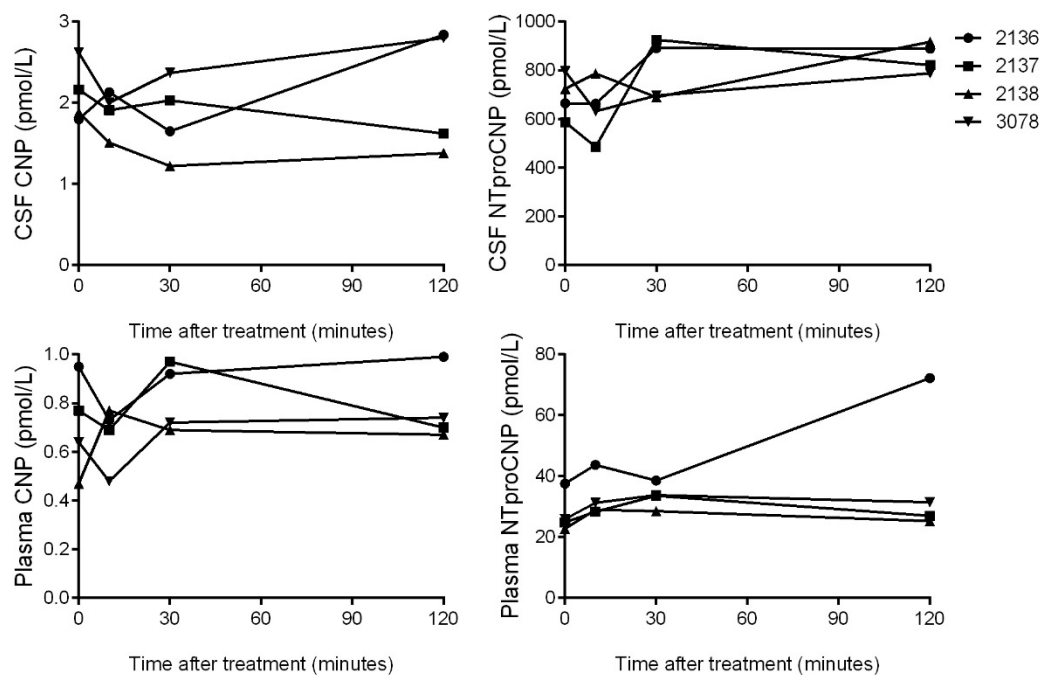 CSF CNP (pmol/L)
3
2
1
0
0 30 60 90 120
Time after treatment (minutes)
CSF NTproCNP (pmol/L)
1000
800
600
400
200
0
0 30 60 90 120
Time after treatment (minutes)
2136
2137
2138
3078
Plasma CNP (pmol/L)
1.0
0.8
0.6
0.4
0.2
0.0
0 30 60 90 120
Time after treatment (minutes)
Plasma NTproCNP (pmol/L)
80
60
40
20
0
0 30 60 90 120
Time after treatment (minutes)